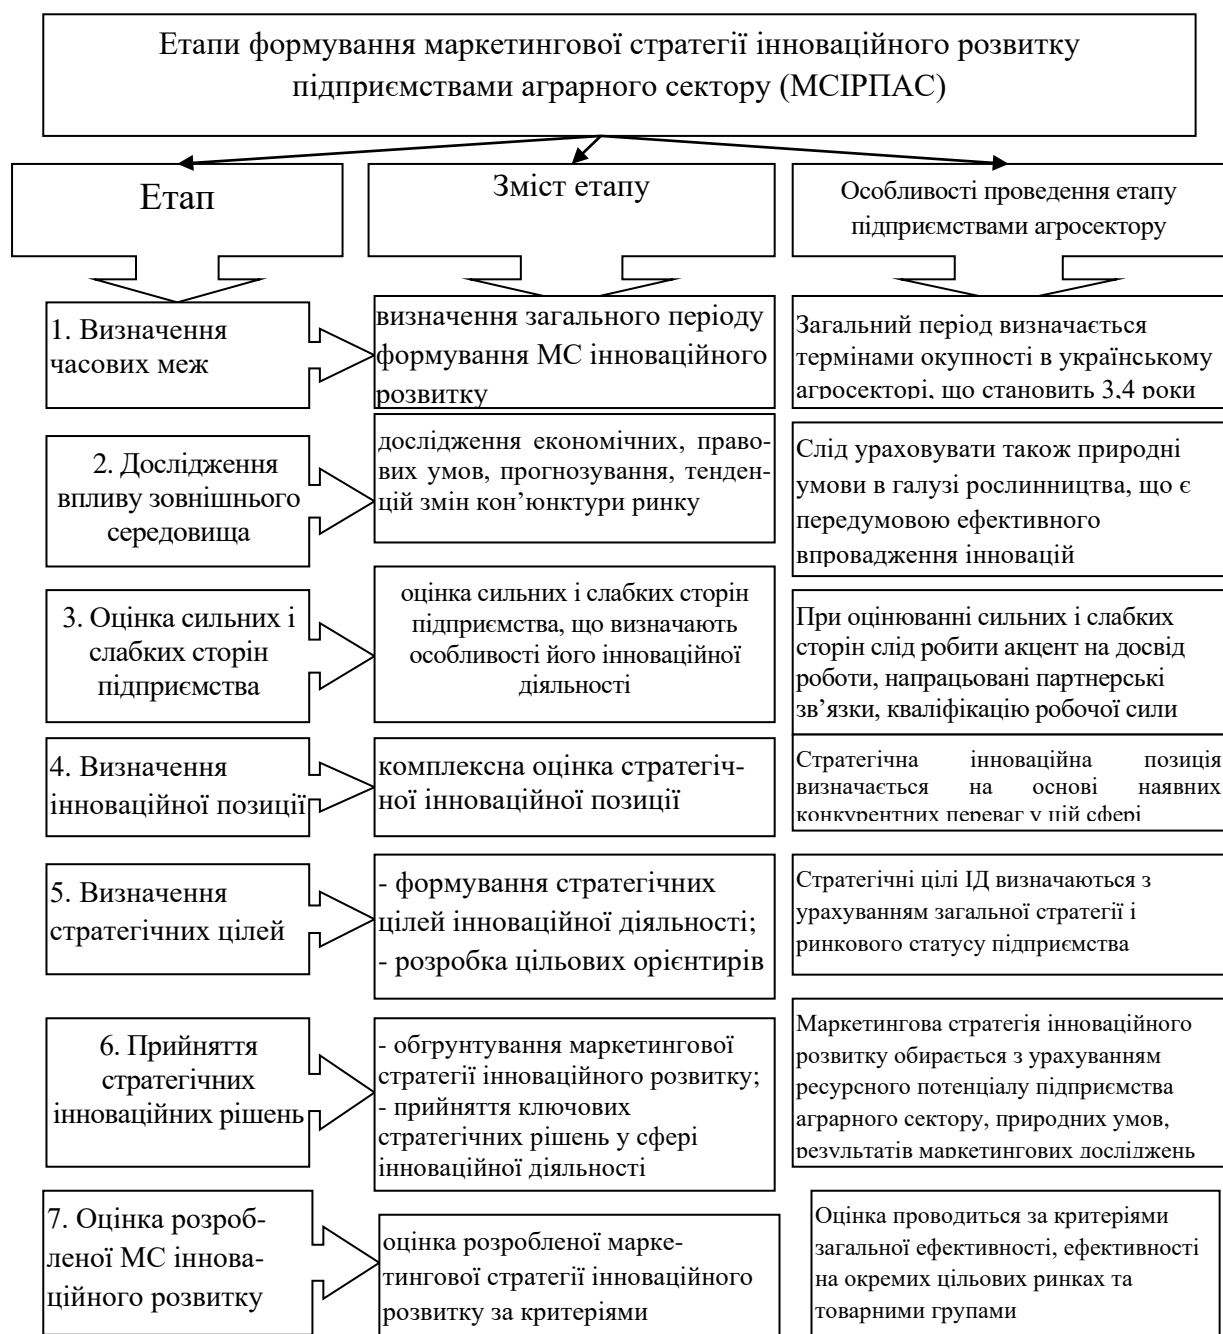 Етапи формування маркетингової стратегії інноваційного розвитку
підприємствами аграрного сектору (МСІРПАС)
Етап
Зміст етапу
Особливості проведення етапу
підприємствами агросектору
1. Визначення
часових меж
визначення загального періоду
формування МС інноваційного
розвитку
Загальний період визначається
термінами окупності в українському
агросекторі, що становить 3,4 роки
2. Дослідження
впливу зовнішнього
середовища
дослідження економічних, право-
вих умов, прогнозування, тенден-
цій змін кон’юнктури ринку
Слід ураховувати також природні
умови в галузі рослинництва, що є
передумовою ефективного
впровадження інновацій
3. Оцінка сильних і
слабких сторін
підприємства
оцінка сильних і слабких сторін
підприємства, що визначають
особливості його інноваційної
діяльності
При оцінюванні сильних і слабких
сторін слід робити акцент на досвід
роботи, напрацьовані партнерські
зв’язки, кваліфікацію робочої сили
4. Визначення
інноваційної позиції
комплексна оцінка стратегіч-
ної інноваційної позиції
Стратегічна інноваційна позиція
визначається на основі наявних
конкурентних переваг у цій сфері
5. Визначення
стратегічних цілей
- формування стратегічних
цілей інноваційної діяльності;
- розробка цільових орієнтирів
Стратегічні цілі ІД визначаються з
урахуванням загальної стратегії і
ринкового статусу підприємства
6. Прийняття
стратегічних
інноваційних рішень
- обгрунтування маркетингової
стратегії інноваційного розвитку;
- прийняття ключових
стратегічних рішень у сфері
інноваційної діяльності
Маркетингова стратегія інноваційного
розвитку обирається з урахуванням
ресурсного потенціалу підприємства
аграрного сектору, природних умов,
результатів маркетингових досліджень
7. Оцінка розроб-
леної МС іннова-
ційного розвитку
оцінка розробленої марке-
тингової стратегії інноваційного
розвитку за критеріями
Оцінка проводиться за критеріями
загальної ефективності, ефективності
на окремих цільових ринках та
товарними групами